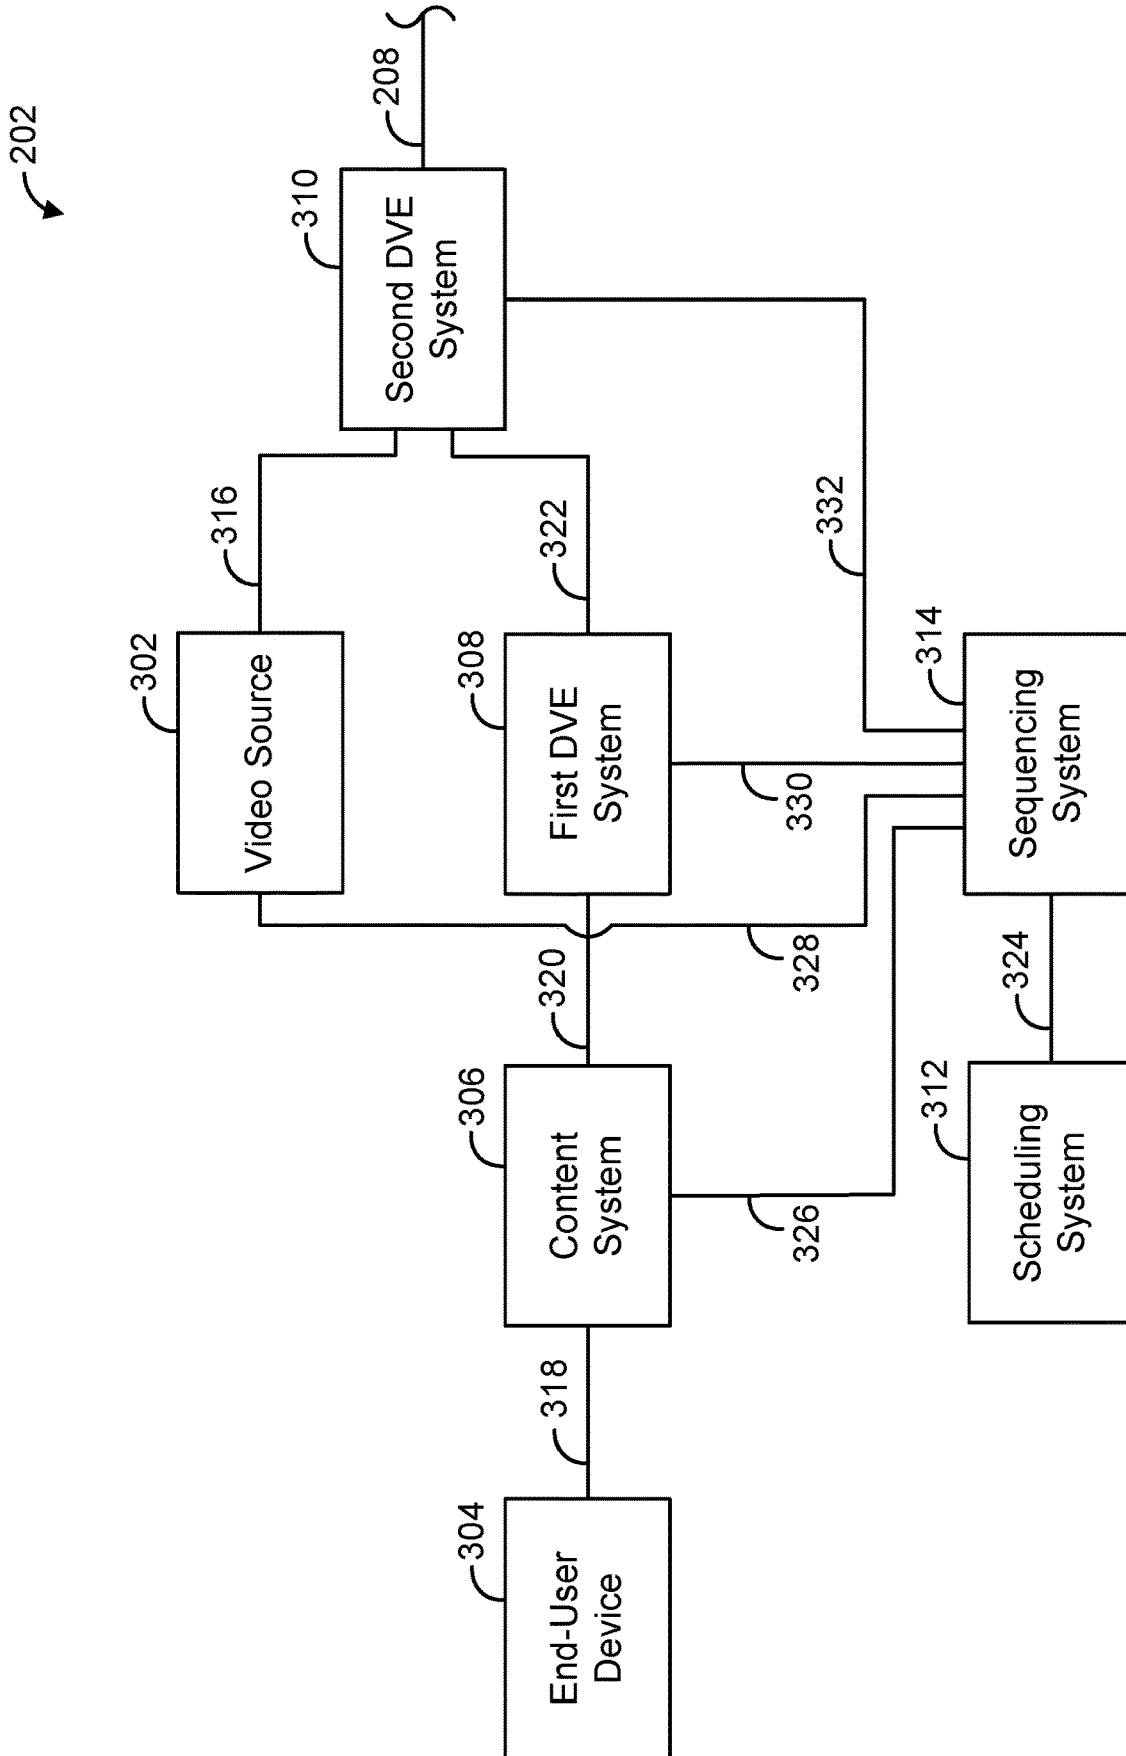 202
302
Video Source
316
310
Second DVE
System
208
304
End-User
Device
318
306
Content
System
320
308
First DVE
System
322
328
330
326
332
312
Scheduling
System
324
314
Sequencing
System